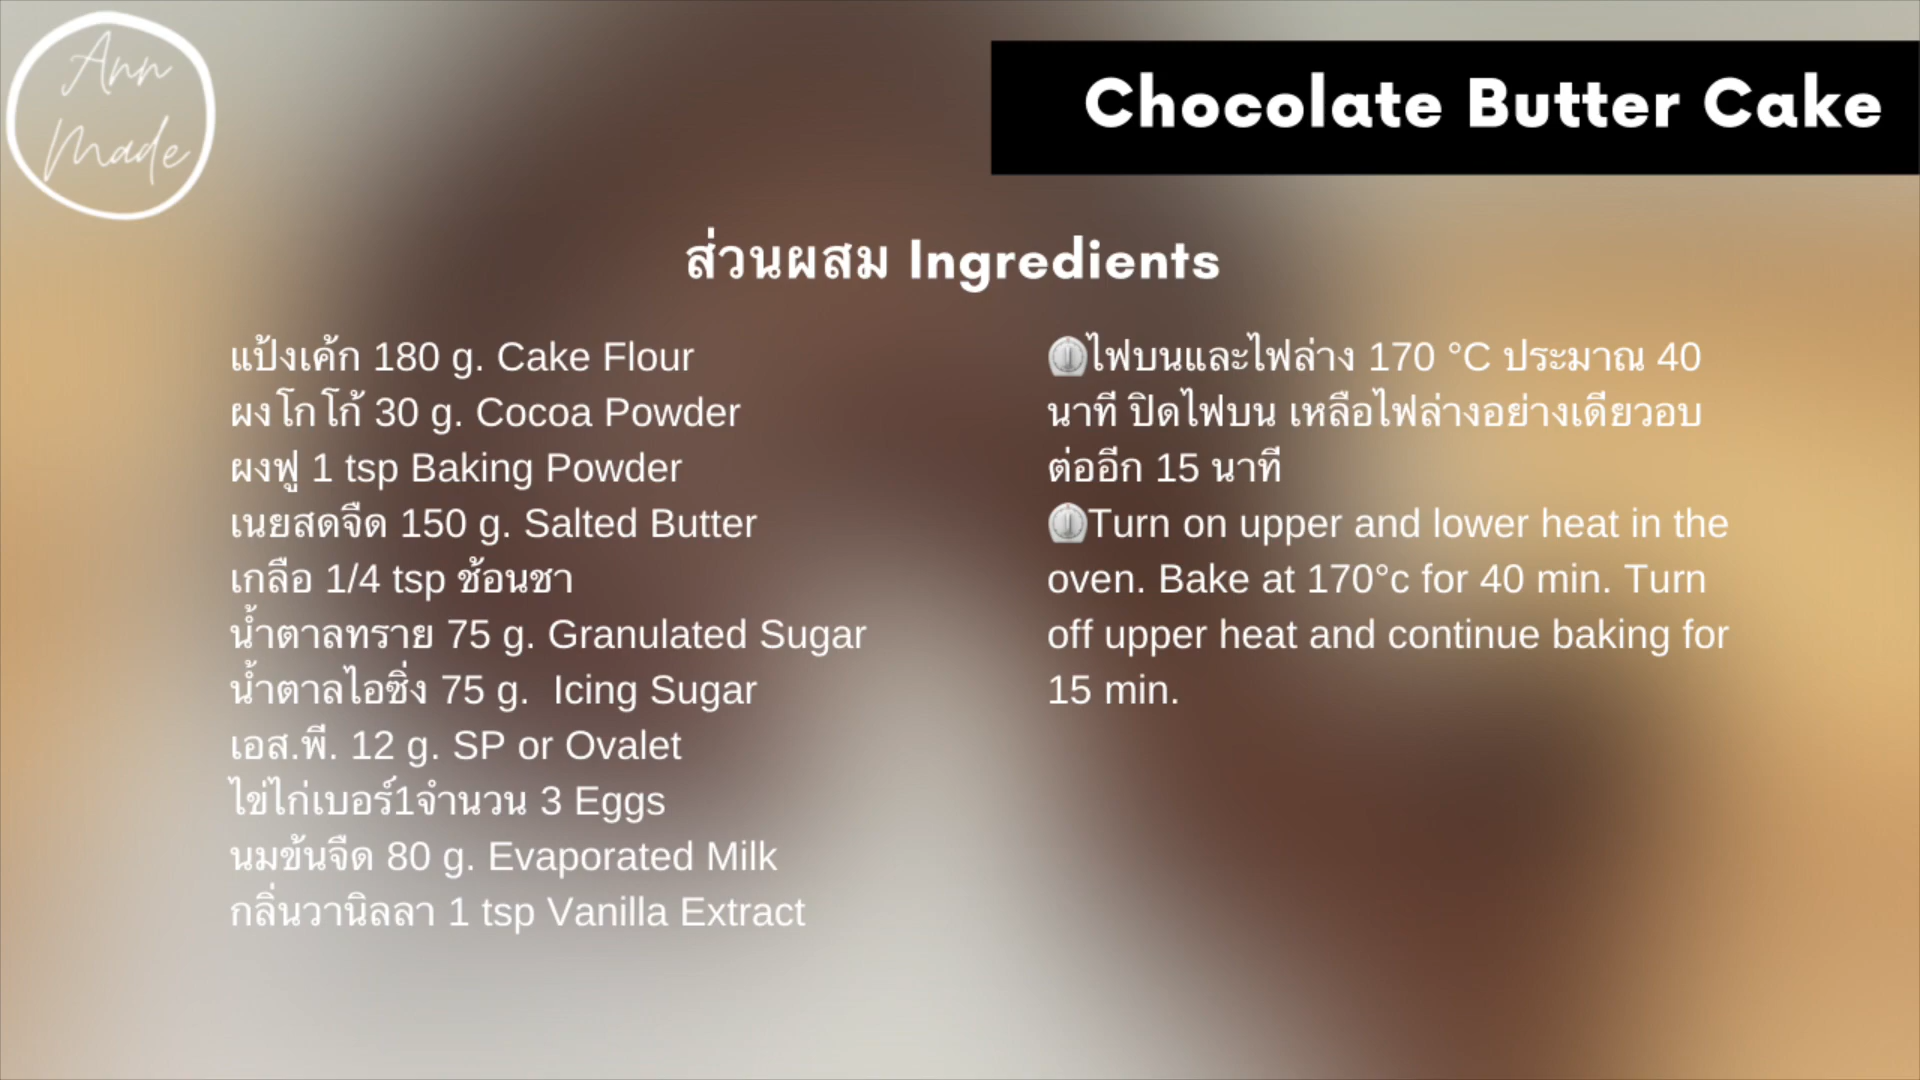 Ann
Made
Chocolate Butter Cake
ส่วนผสม Ingredients
แป้งเค้ก 180 g. Cake Flour
ผงโกโก้ 30 g. Cocoa Powder
ผงฟู 1 tsp Baking Powder
เนยสดจืด 150 g. Salted Butter
เกลือ 1/4 tsp ช้อนชา
น้ำตาลทราย 75 g. Granulated Sugar
น้ำตาลไอซิ่ง 75 g.  Icing Sugar
เอส.พี. 12 g. SP or Ovalet
ไข่ไก่เบอร์1จำนวน 3 Eggs
นมข้นจืด 80 g. Evaporated Milk
กลิ่นวานิลลา 1 tsp Vanilla Extract
ไฟบนและไฟล่าง 170 °C ประมาณ 40
นาที ปิดไฟบน เหลือไฟล่างอย่างเดียวอบ
ต่ออีก 15 นาที
Turn on upper and lower heat in the
oven. Bake at 170°c for 40 min. Turn
off upper heat and continue baking for
15 min.